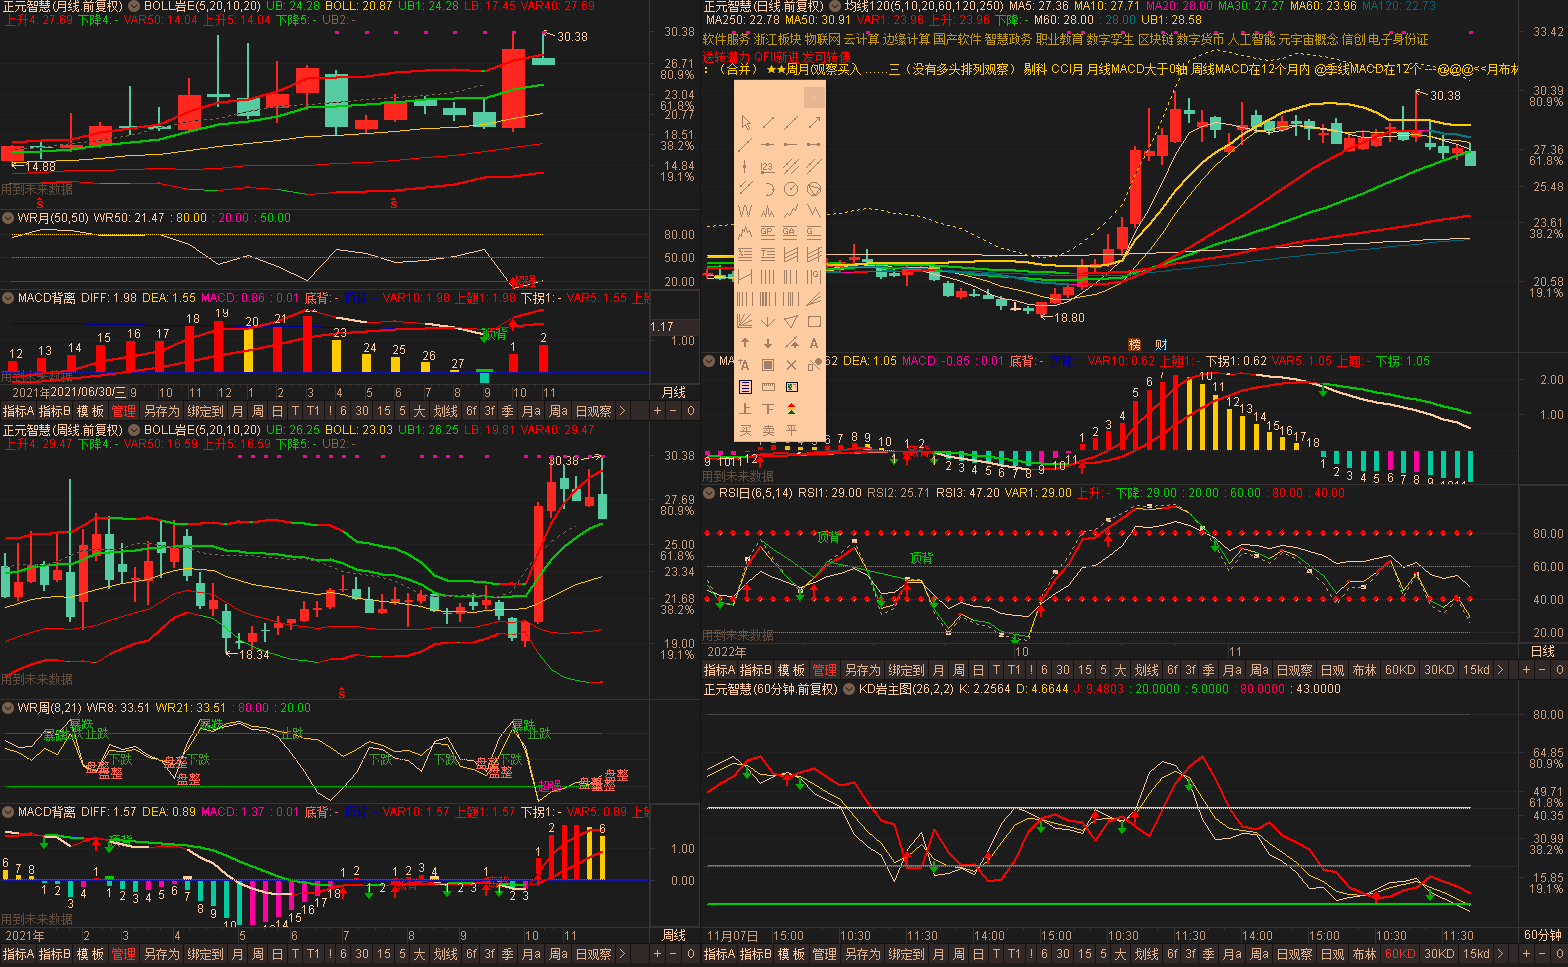 正元智慧(月线.前复权) BOLL岩E(5,20,10,20) UB: 24.28 BOLL: 20.87 UB1: 24.28 LB: 17.45 VAR40: 27.69
上升4: 27.69 下降4: - VAR50: 14.04 上升5: 14.04 下降5: - UB2: -
30.38
30.38
26.71
80.9%
23.04
61.8%
20.77
18.51
38.2%
14.88
14.84
19.1%
用到未来数据
S
S
WR月(50,50) WR50: 21.47 : 80.00 : 20.00 : 50.00
80.00
50.00
20.00
超强
MACD背离 DIFF: 1.98 DEA: 1.55 MACD: 0.86 : 0.01 底背: - 顶背: - VAR10: 1.98 上翘1: 1.98 下拐1: - VAR5: 1.55
12 13 14 15 16 17 18 19 20 21 22 23 24 25 26 27 1 2
顶背
1.17
1.00
用到未来数据
2021年 2021/06/30/三 9 10 11 12 2 3 4 5 6 7 8 9 10 11 月线
指标A 指标B 模板 管理 另存为 绑定到 月 周 日 T T1 ! 6 30 15 5 大 划线 6f 3f 季 月a 周a 日观察 > + - 0
正元智慧(周线.前复权) BOLL岩E(5,20,10,20) UB: 26.25 BOLL: 23.03 UB1: 26.25 LB: 19.81 VAR40: 29.47
上升4: 29.47 下降4: - VAR50: 16.59 上升5: 16.59 下降5: - UB2: -
30.38
30.38
27.69
80.9%
25.00
61.8%
23.34
21.68
38.2%
19.00
19.1%
18.34
用到未来数据
S
WR周(8,21) WR8: 33.51 WR21: 33.51 : 80.00 : 20.00
暴跌 暴跌 止跌 盘整 盘整 下跌 盘整 盘整 下跌 暴跌 止跌 下跌 下跌 盘整 盘整 下跌 暴跌 止跌 超强 盘整 盘整 盘整
MACD背离 DIFF: 1.57 DEA: 0.89 MACD: 1.37 : 0.01 底背: - 顶背: - VAR10: 1.57 上翘1: 1.57 下拐1: - VAR5: 0.89
顶背
1.00
0.00
用到未来数据
2021年 2 3 4 5 6 7 8 9 10 11 周线
指标A 指标B 模板 管理 另存为 绑定到 月 周 日 T T1 ! 6 30 15 5 大 划线 6f 3f 季 月a 周a 日观察 > + - 0
正元智慧(日线.前复权) 均线120(5,10,20,60,120,250) MA5: 27.36 MA10: 27.71 MA20: 28.00 MA30: 27.27 MA60: 23.96 MA120: 22.73
MA250: 22.78 MA50: 30.91 VAR1: 23.96 上升: 23.96 下降: - M60: 28.00 : 28.00 UB1: 28.58
软件服务 浙江板块 物联网 云计算 边缘计算 国产软件 智慧政务 职业教育 数字孪生 区块链 数字货币 人工智能 元宇宙概念 信创 电子身份证
送转潜力 QFII新进 发可转债
: （合并） ★★周月(观察买入 ……三（没有多头排列观察） 剔科 CCI月 月线MACD大于0轴 周线MACD在12个月内 @季线MACD在12个一@@@<<月布林
33.42
30.39
80.9%
30.38
27.36
61.8%
25.48
23.61
38.2%
20.58
19.1%
18.80
榜 财
123
GP GA G
G
A
A
上 下
买 卖 平
DEA: 1.05 MACD: -0.85 : 0.01 底背: - 顶背: - VAR10: 0.62 上翘1: - 下拐1: 0.62 VAR5: 1.05 上翘: - 下拐: 1.05
2.00
1.00
用到未来数据
RSI日(6,5,14) RSI1: 29.00 RSI2: 25.71 RSI3: 47.20 VAR1: 29.00 上升: - 下降: 29.00 : 20.00 : 60.00 : 80.00 : 40.00
顶背
顶背
80.00
60.00
40.00
20.00
用到未来数据
2022年 10 11 日线
指标A 指标B 模板 管理 另存为 绑定到 月 周 日 T T1 ! 6 30 15 5 大 划线 6f 3f 季 月a 周a 日观察 日观 布林 60KD 30KD 15kd > + - 0
正元智慧(60分钟.前复权) KD岩主图(26,2,2) K: 2.2564 D: 4.6644 J: 9.4803 : 20.0000 : 5.0000 : 80.0000 : 43.0000
80.00
64.85
80.9%
49.71
61.8%
40.35
30.99
38.2%
15.85
19.1%
11月07日 15:00 10:30 11:30 14:00 15:00 10:30 11:30 14:00 15:00 10:30 11:30 60分钟
指标A 指标B 模板 管理 另存为 绑定到 月 周 日 T T1 ! 6 30 15 5 大 划线 6f 3f 季 月a 周a 日观察 日观 布林 60KD 30KD 15kd > + - 0